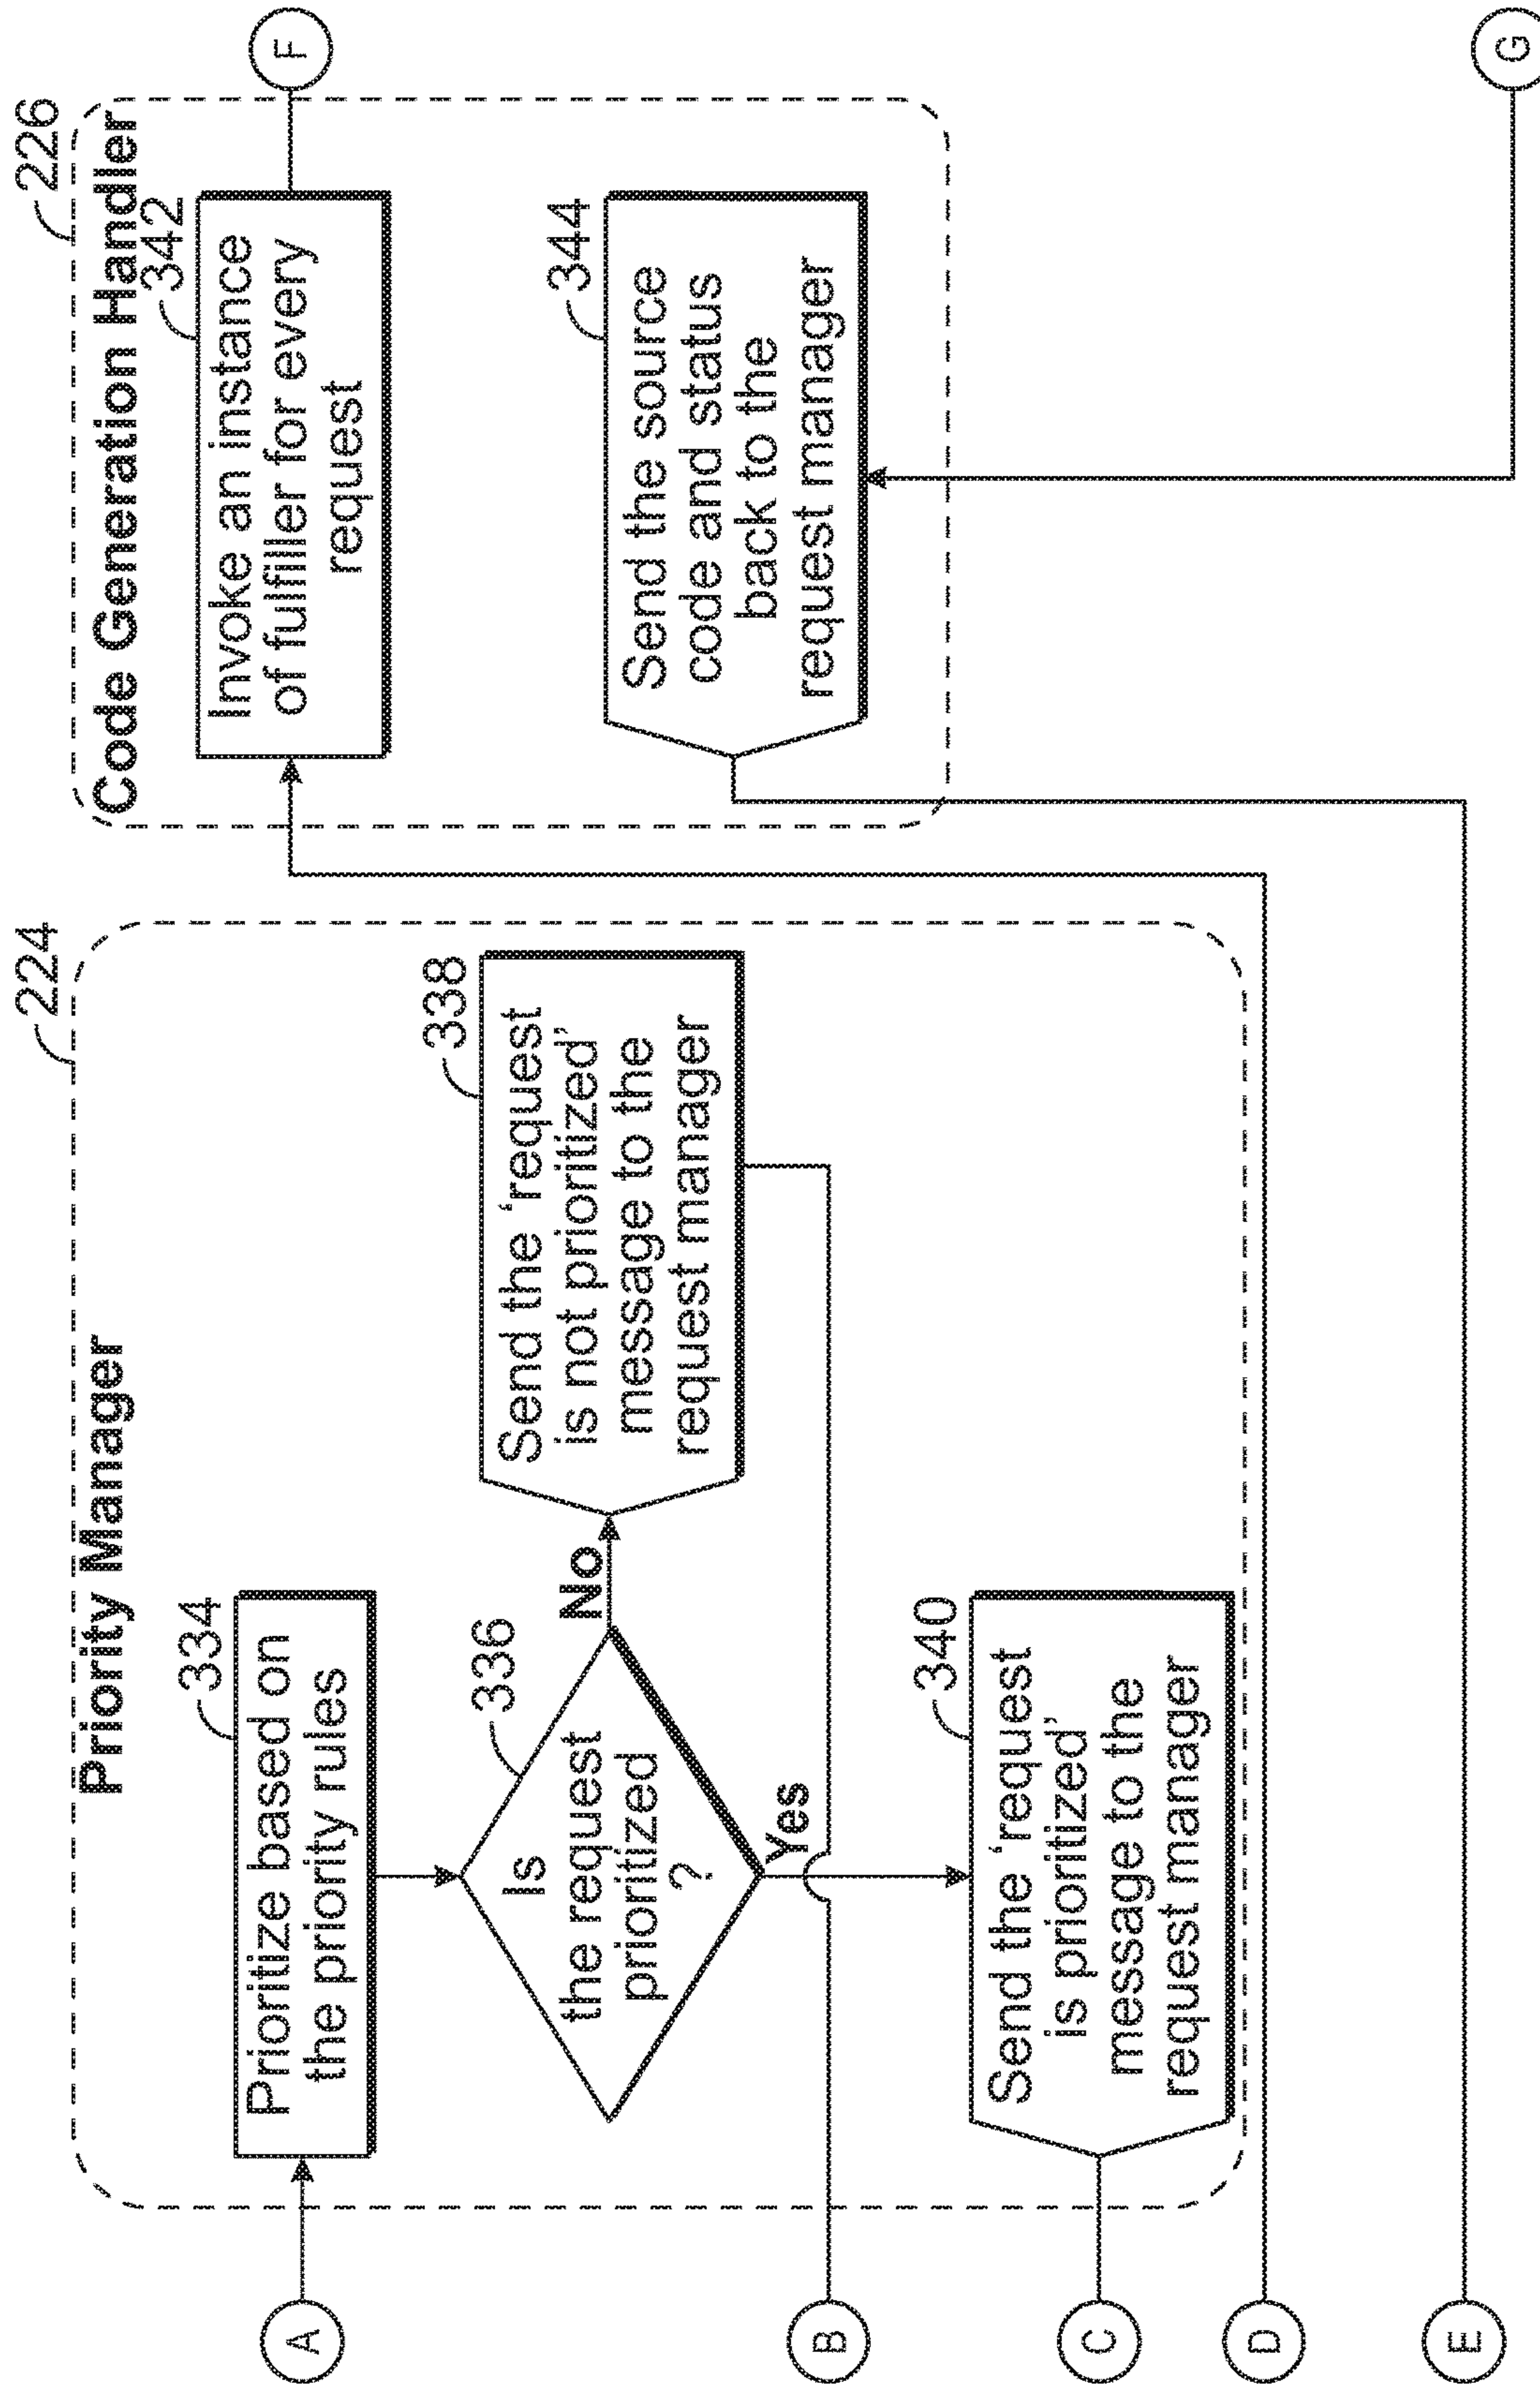 224
Priority Manager
A
334
Prioritize based on
the priority rules
336
Is
the request
prioritized
?
No
338
Send the ‘request
is not prioritized’
message to the
request manager
Yes
B
340
Send the ‘request
is prioritized’
message to the
request manager
C
D
E
226
Code Generation Handler
342
Invoke an instance
of fulfiller for every
request
F
344
Send the source
code and status
back to the
request manager
G